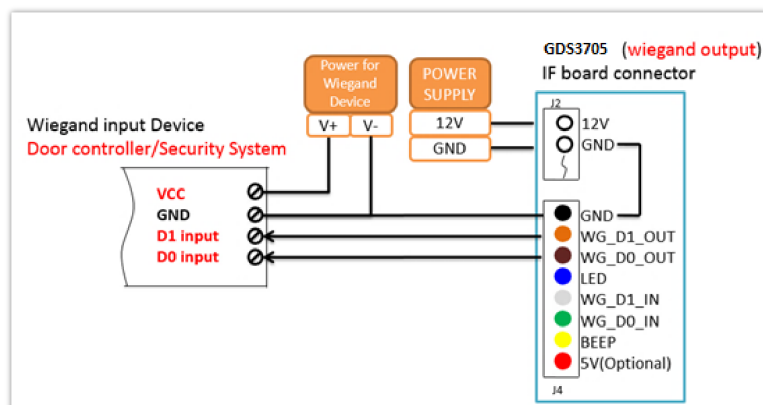 GDS3705 (wiegand output)
IF board connector
Power for
Wiegand
Device
V+ V-
POWER
SUPPLY
12V
GND
J2
12V
GND
Wiegand input Device
Door controller/Security System
VCC
GND
D1 input
D0 input
GND
WG_D1_OUT
WG_D0_OUT
LED
WG_D1_IN
WG_D0_IN
BEEP
5V(Optional)
J4